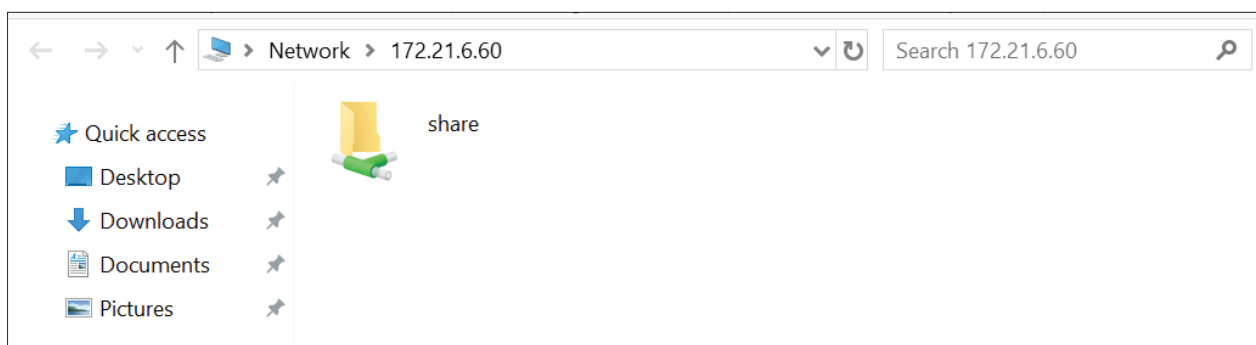 Network > 172.21.6.60
Search 172.21.6.60
Quick access
share
Desktop
Downloads
Documents
Pictures